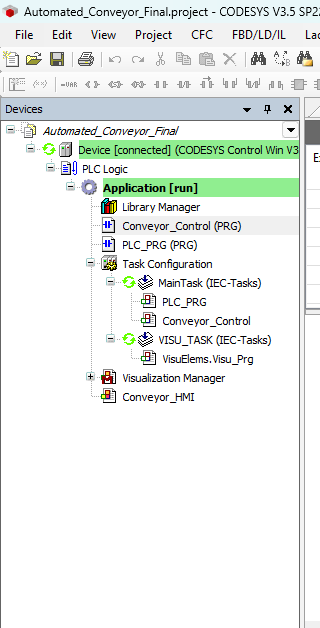 Automated_Conveyor_Final.project - CODESYS V3.5 SP22
File Edit View Project CFC FBD/LD/IL
Devices
Automated_Conveyor_Final
Device [connected] (CODESYS Control Win V3
PLC Logic
Application [run]
Library Manager
Conveyor_Control (PRG)
PLC_PRG (PRG)
Task Configuration
MainTask (IEC-Tasks)
PLC_PRG
Conveyor_Control
VISU_TASK (IEC-Tasks)
VisuElems.Visu_Prg
Visualization Manager
Conveyor_HMI